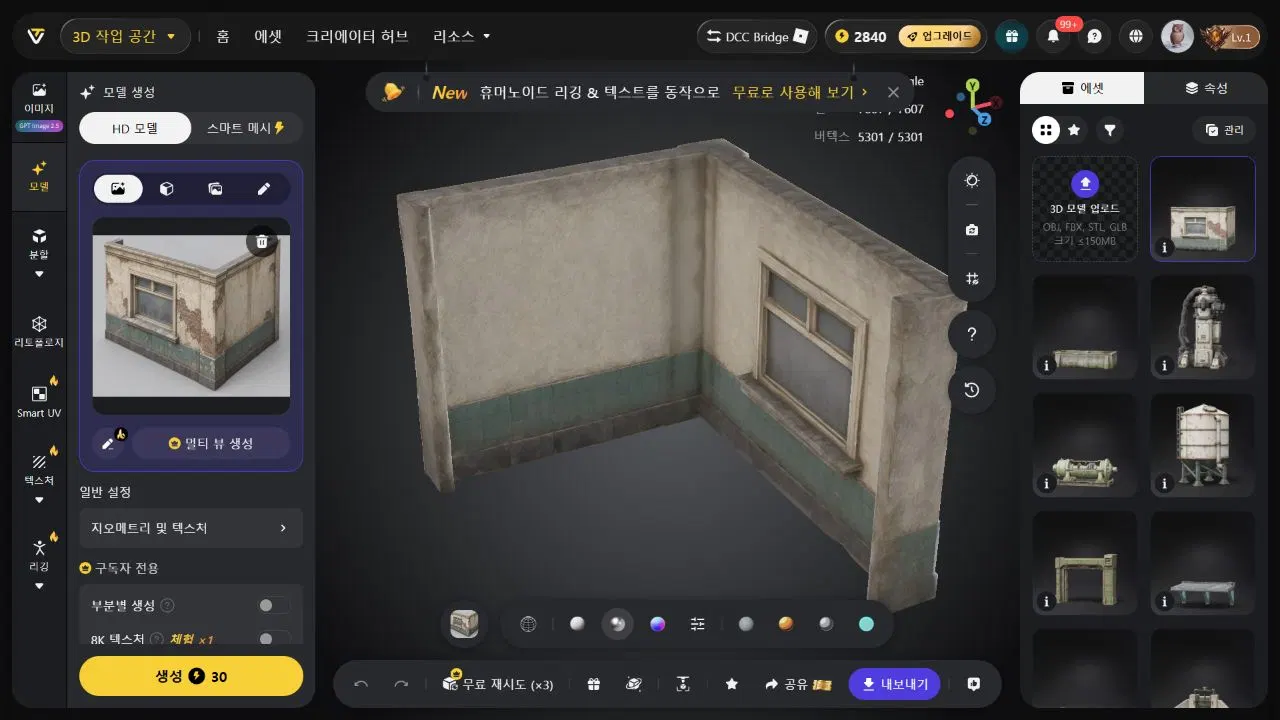 3D 작업 공간
홈
에셋
크리에이터 허브
리소스
DCC Bridge
2840
업그레이드
99+
Lv.1
이미지
GPT Image 2.5
모델
분할
리토폴로지
Smart UV
텍스처
리깅
모델 생성
HD 모델
스마트 메시
멀티 뷰 생성
일반 설정
지오메트리 및 텍스처
구독자 전용
부분별 생성
8K 텍스처 ? 체험 ×1
생성 30
New 휴머노이드 리깅 & 텍스트를 동작으로 무료로 사용해 보기
버텍스 5301 / 5301
Y
X
Z
?
무료 재시도 (×3)
공유
내보내기
에셋
속성
관리
3D 모델 업로드
OBJ, FBX, STL, GLB
크기 ≤150MB